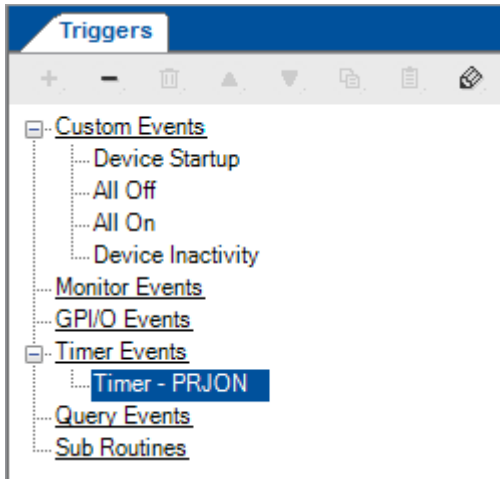 Triggers
Custom Events
Device Startup
All Off
All On
Device Inactivity
Monitor Events
GPI/O Events
Timer Events
Timer - PRJON
Query Events
Sub Routines